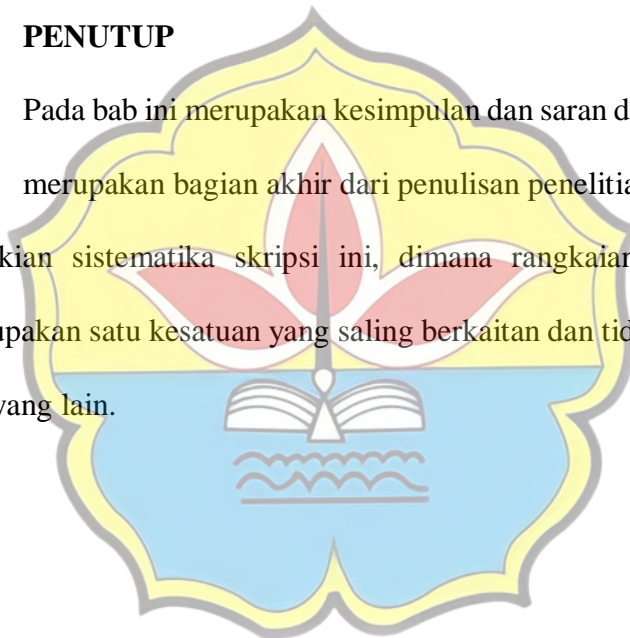 PENUTUP
Pada bab ini merupakan kesimpulan dan saran d
merupakan bagian akhir dari penulisan penelitia
kian sistematika skripsi ini, dimana rangkaian
upakan satu kesatuan yang saling berkaitan dan tid
yang lain.